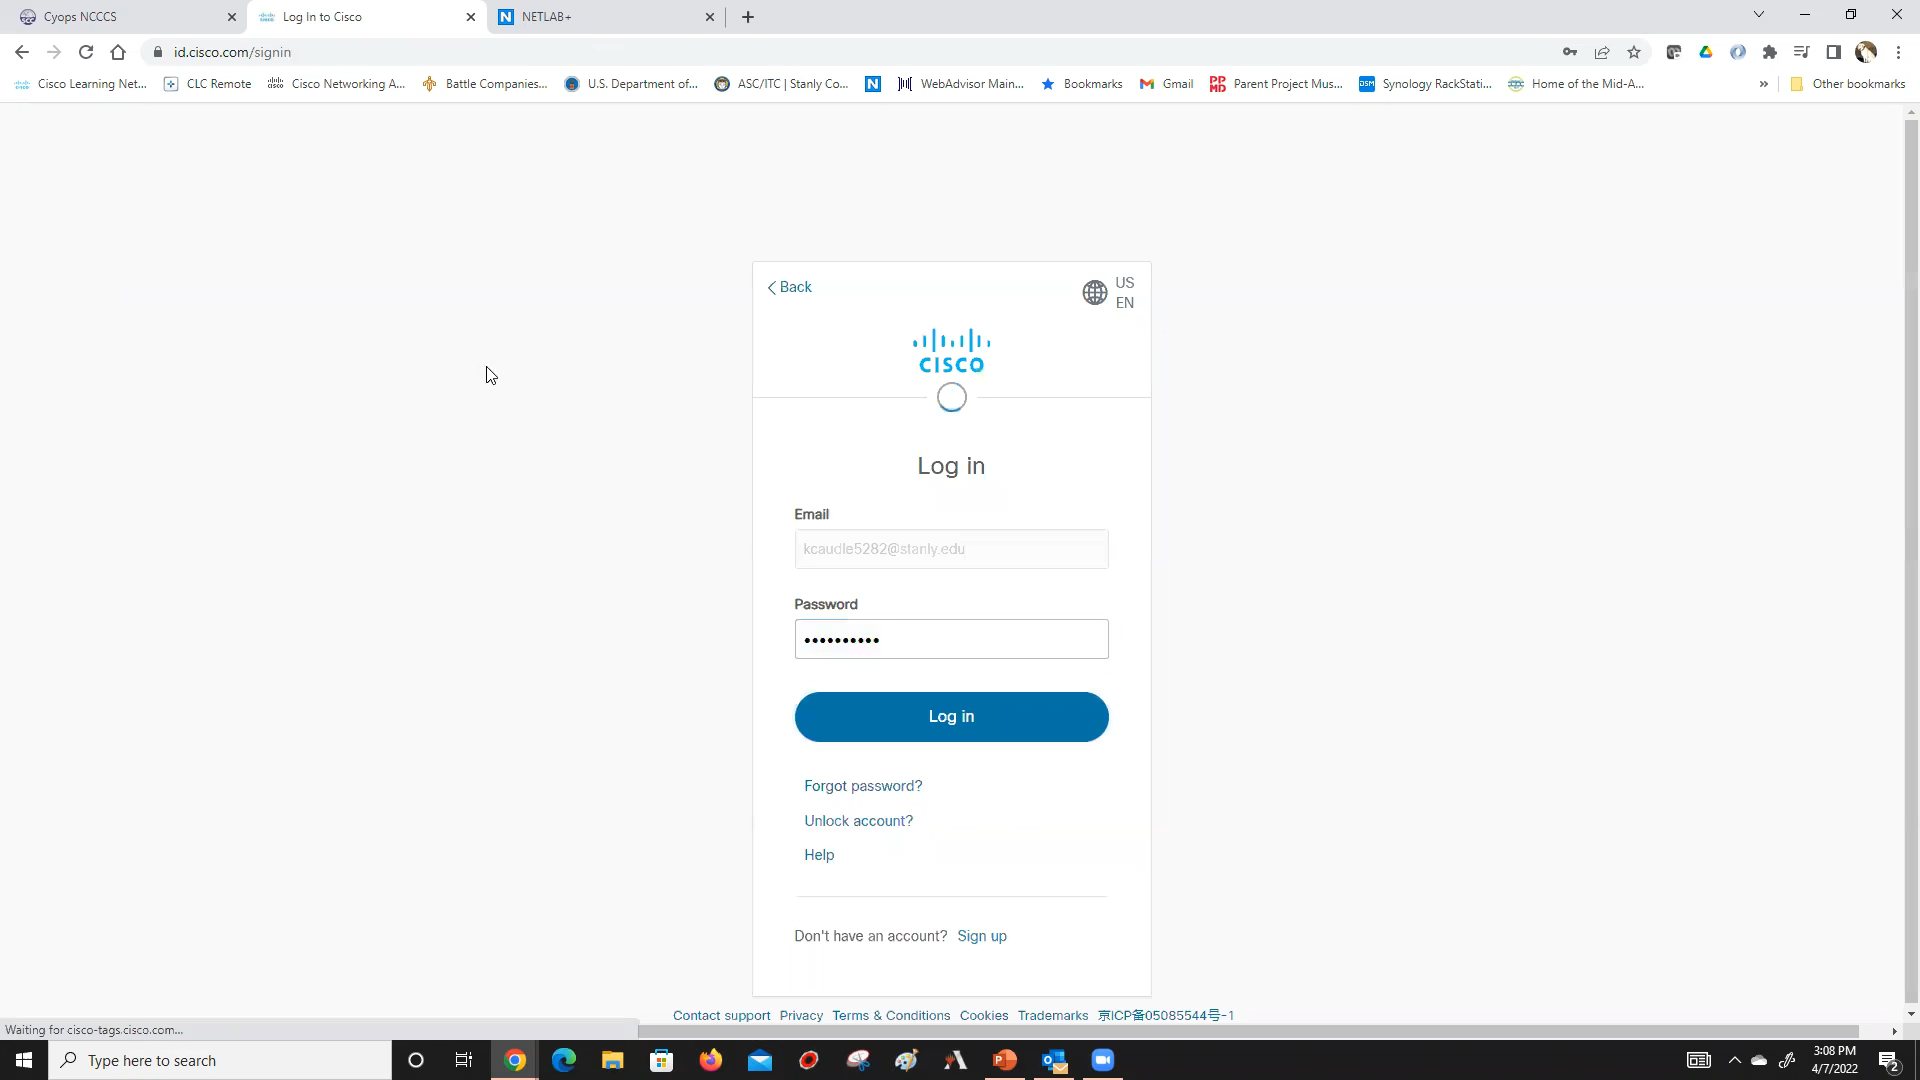 Cyops NCCCS
Log In to Cisco
NETLAB+
id.cisco.com/signin
Cisco Learning Net...
CLC Remote
Cisco Networking A...
Battle Companies...
U.S. Department of...
ASC/ITC | Stanly Co...
WebAdvisor Main...
Bookmarks
Gmail
Parent Project Mus...
Synology RackStati...
Home of the Mid-A...
»
Other bookmarks
Back
US
EN
CISCO
Log in
Email
kcaudle5282@stanly.edu
Password
••••••••••
Log in
Forgot password?
Unlock account?
Help
Don't have an account? Sign up
Contact support Privacy Terms & Conditions Cookies Trademarks 京ICP备05085544号-1
Waiting for cisco-tags.cisco.com...
Type here to search
3:08 PM
4/7/2022
2